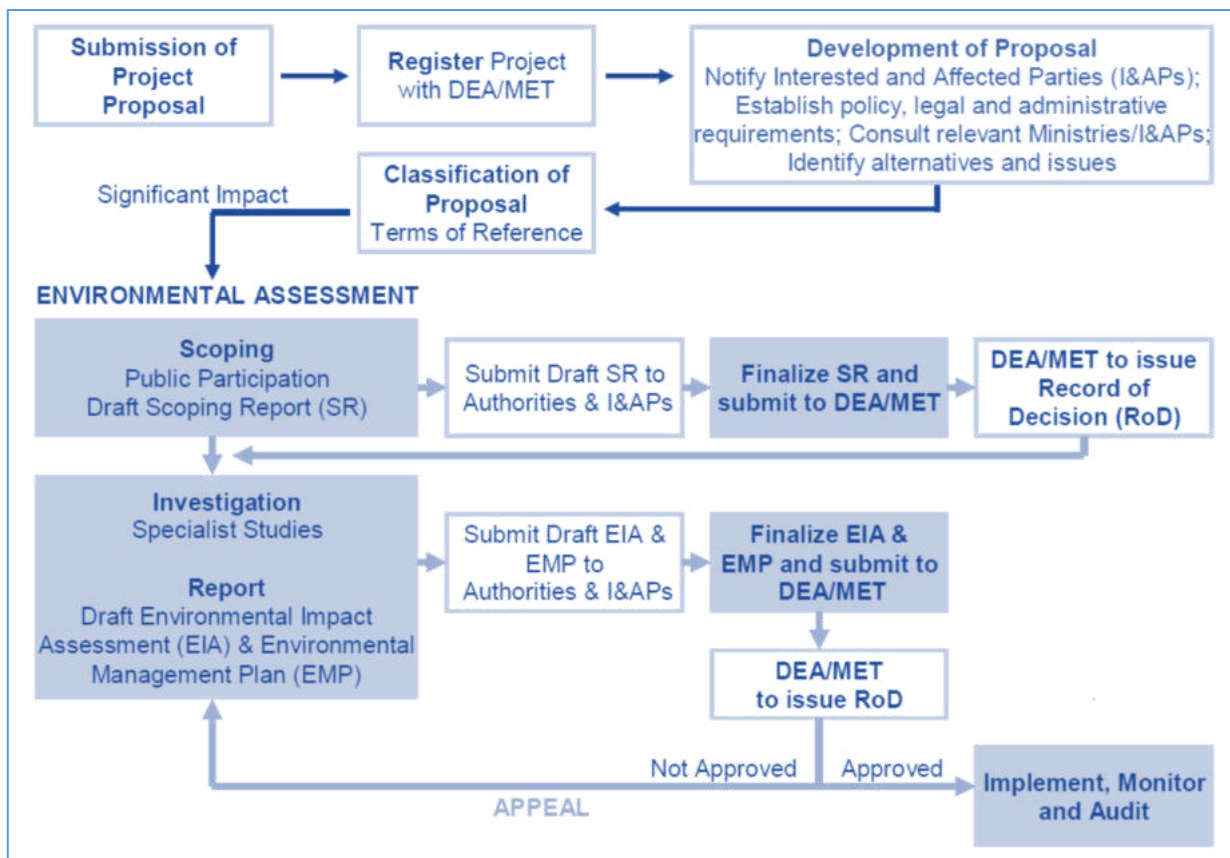 Submission of
Project
Proposal
Register Project
with DEA/MET
Development of Proposal
Notify Interested and Affected Parties (I&APs);
Establish policy, legal and administrative
requirements; Consult relevant Ministries/I&APs;
Identify alternatives and issues
Classification of
Proposal
Terms of Reference
Significant Impact
ENVIRONMENTAL ASSESSMENT
Scoping
Public Participation
Draft Scoping Report (SR)
Submit Draft SR to
Authorities & I&APs
Finalize SR and
submit to DEA/MET
DEA/MET to issue
Record of
Decision (RoD)
Investigation
Specialist Studies
Report
Draft Environmental Impact
Assessment (EIA) & Environmental
Management Plan (EMP)
Submit Draft EIA &
EMP to
Authorities & I&APs
Finalize EIA &
EMP and submit to
DEA/MET
DEA/MET
to issue RoD
Not Approved
Approved
APPEAL
Implement, Monitor
and Audit